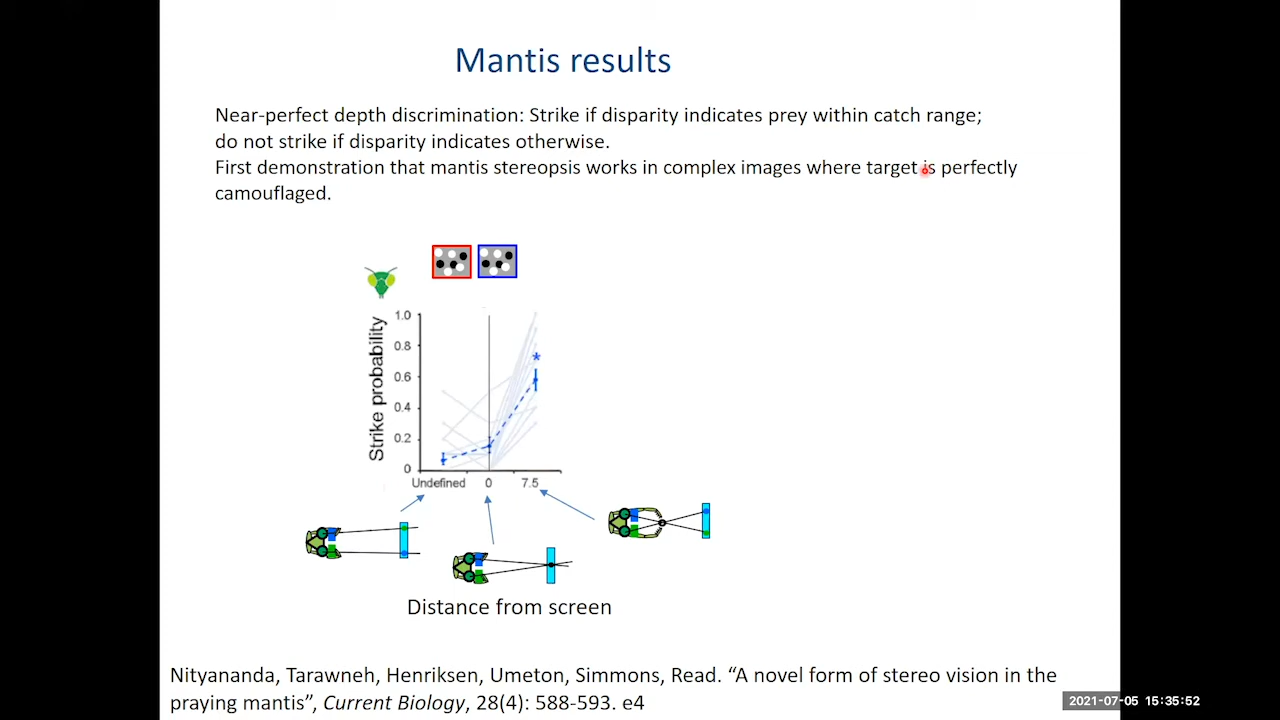 Mantis results
Near-perfect depth discrimination: Strike if disparity indicates prey within catch range;
do not strike if disparity indicates otherwise.
First demonstration that mantis stereopsis works in complex images where target is perfectly
camouflaged.
Strike probability
1.0
0.8
0.6
0.4
0.2
0
*
Undefined 0 7.5
Distance from screen
Nityananda, Tarawneh, Henriksen, Umeton, Simmons, Read. “A novel form of stereo vision in the
praying mantis”, Current Biology, 28(4): 588-593. e4
2021-07-05 15:35:52